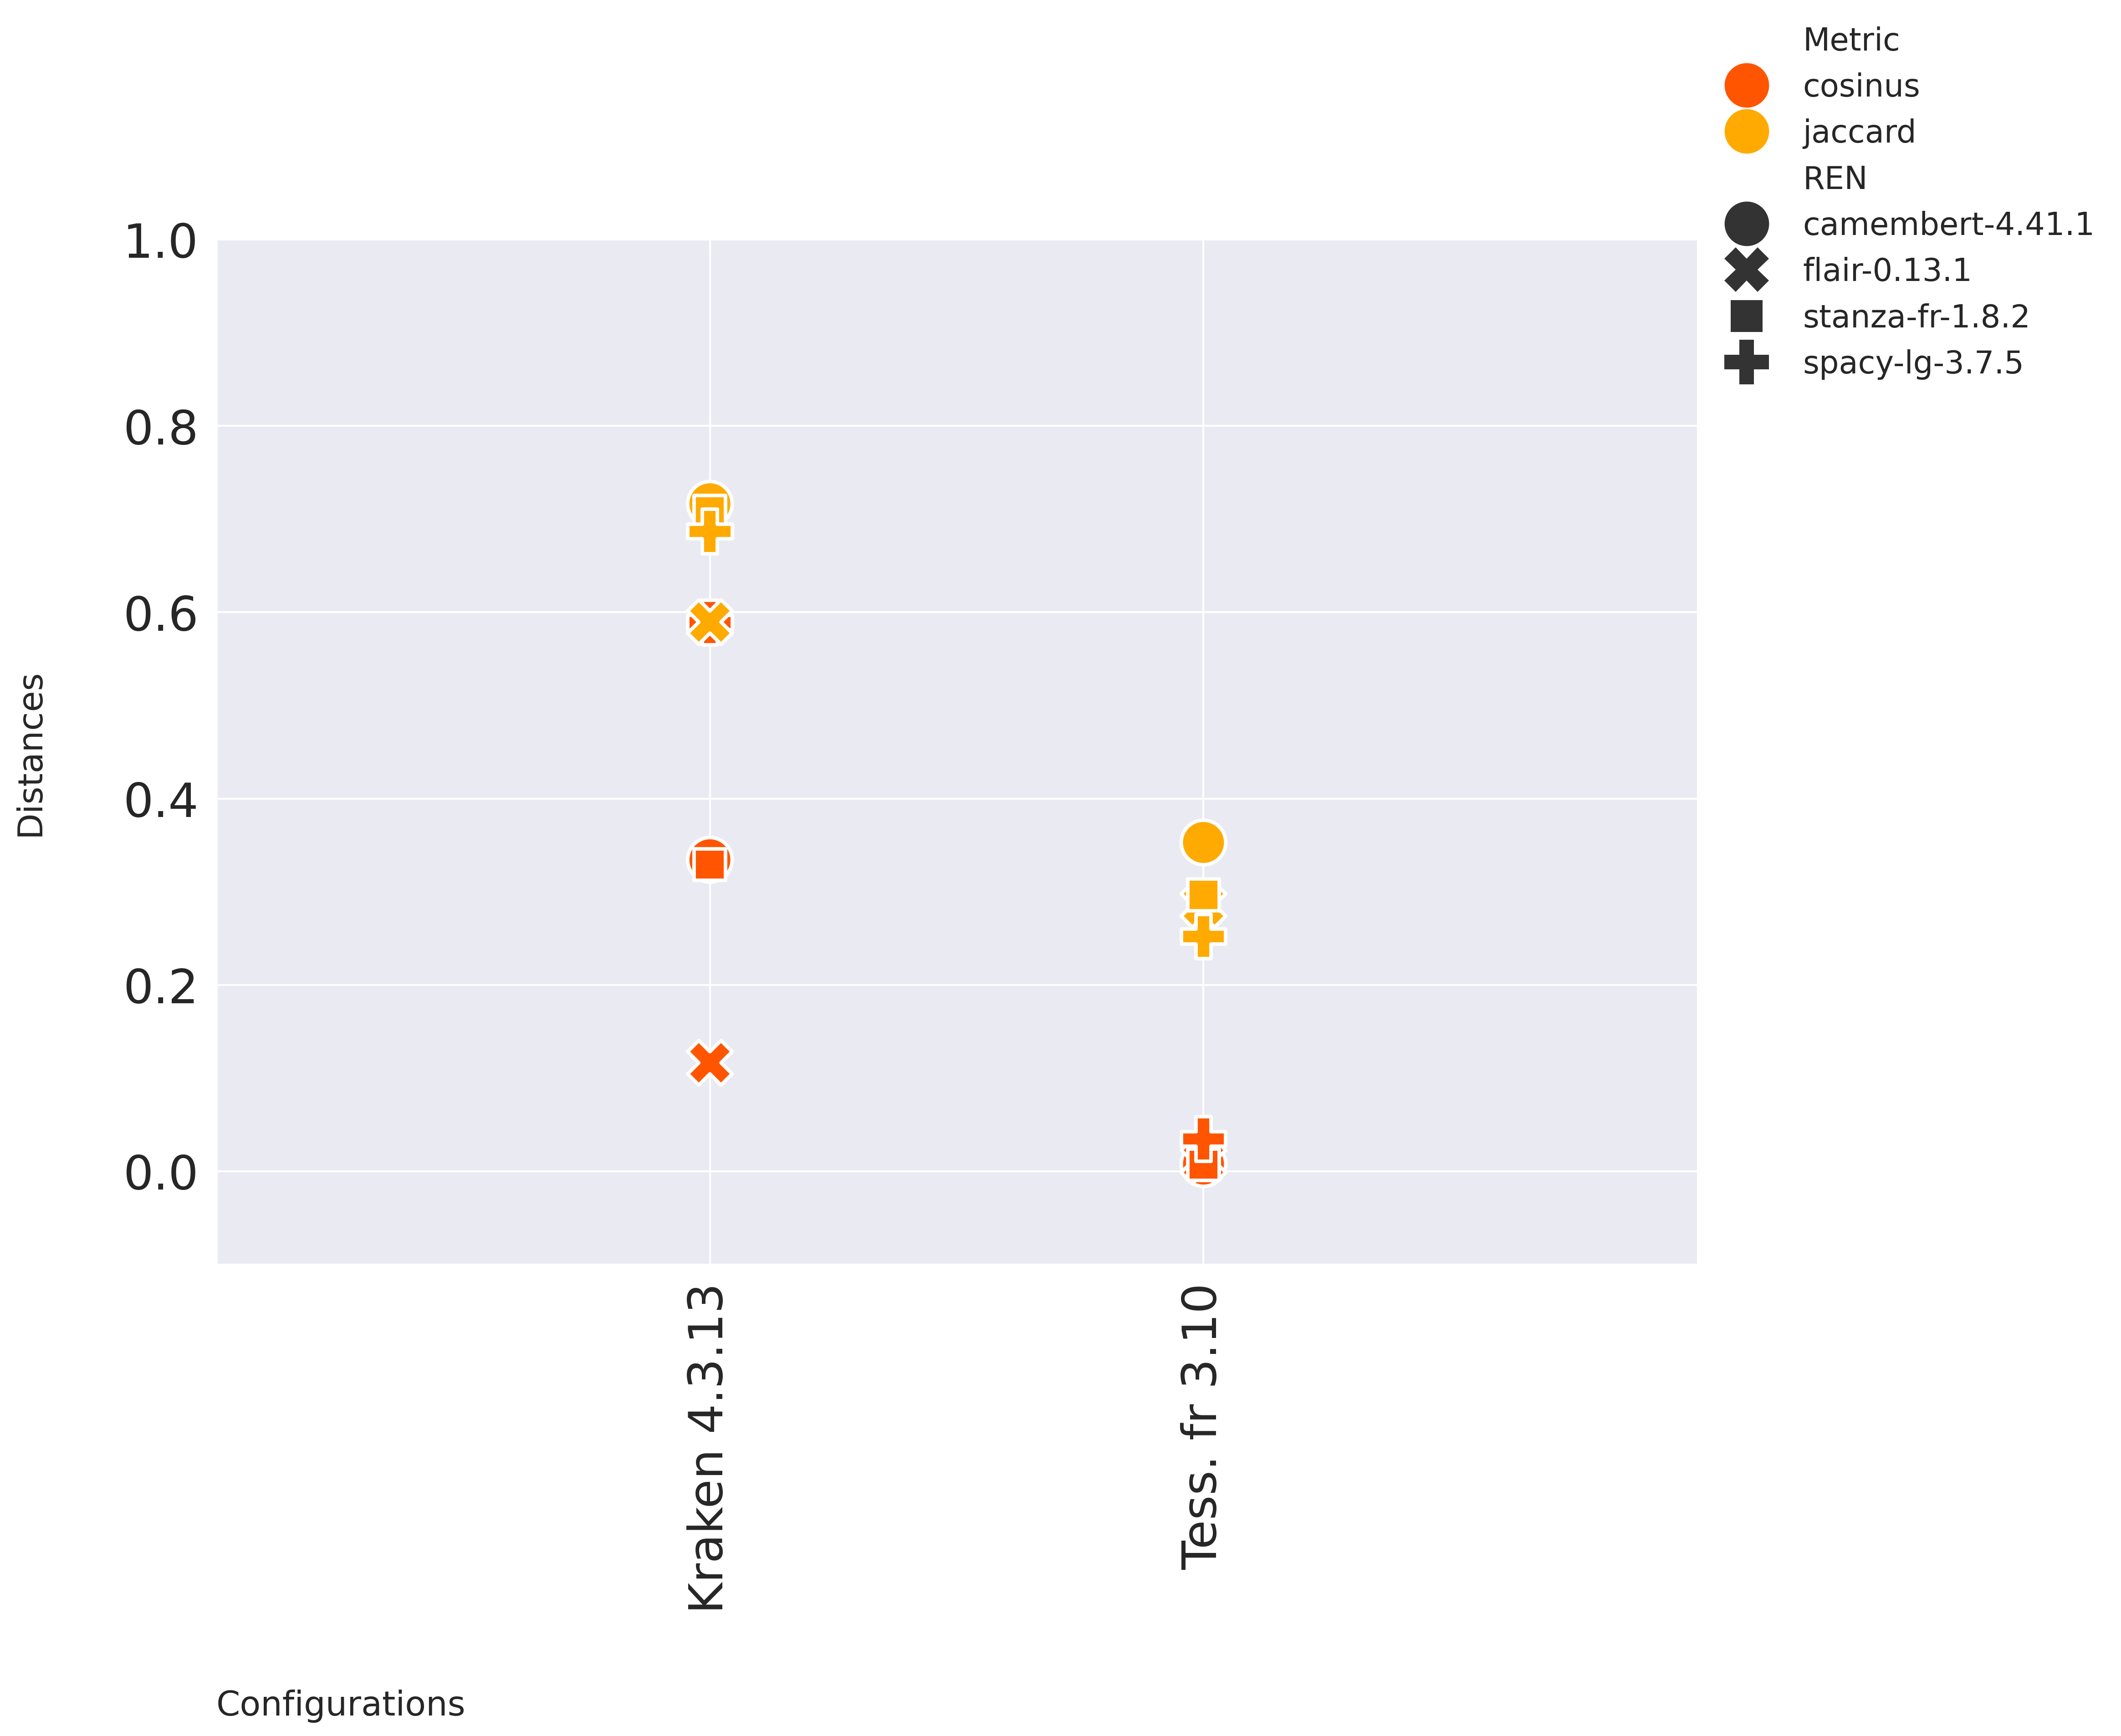 Metric
cosinus
jaccard
REN
camembert-4.41.1
flair-0.13.1
stanza-fr-1.8.2
spacy-lg-3.7.5
1.0
0.8
0.6
0.4
0.2
0.0
Distances
Kraken 4.3.13
Tess. fr 3.10
Configurations